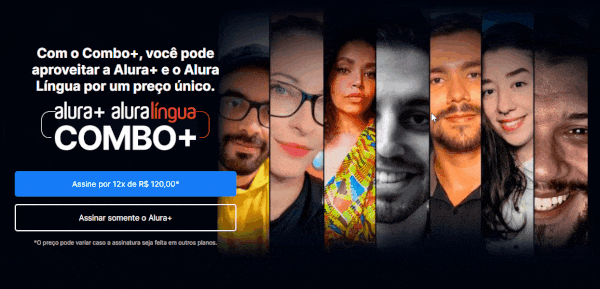 Com o Combo+, você pode
aproveitar a Alura+ e o Alura
Língua por um preço único.
alura+ aluralíngua
COMBO+
Assine por 12x de R$ 120,00*
Assinar somente o Alura+
*O preço pode variar caso a assinatura seja feita em outros planos.